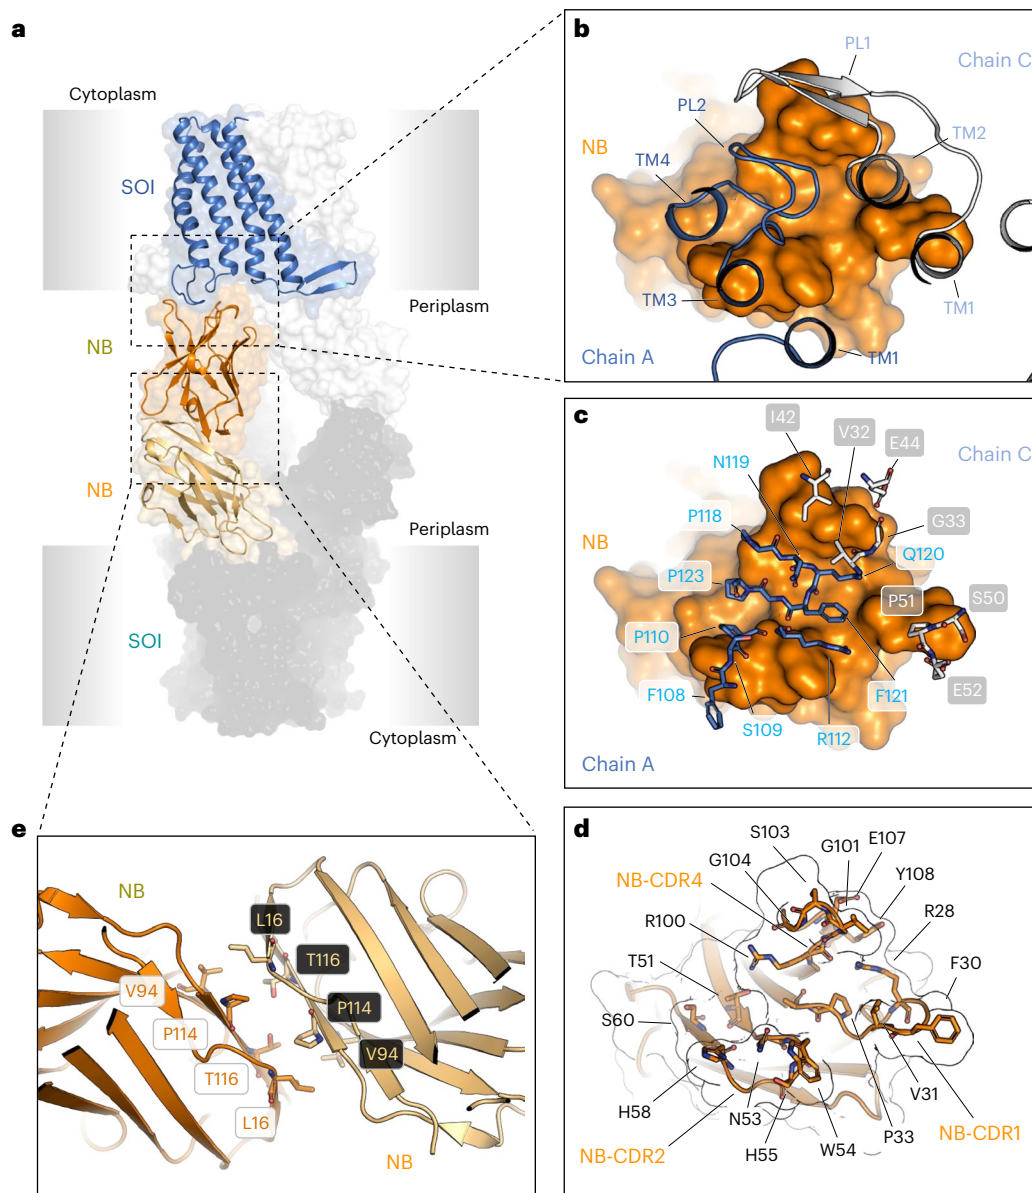 a
Cytoplasm
SOI
Periplasm
NB
NB
Periplasm
SOI
Cytoplasm
b
PL1
Chain C
PL2
NB
TM2
TM4
TM3
TM1
TM1
Chain A
c
I42
V32
E44
Chain C
N119
P118
G33
NB
Q120
P123
P51
S50
P110
E52
F108
F121
S109
R112
Chain A
e
NB
L16
T116
V94
P114
P114
V94
T116
L16
NB
d
S103
E107
G101
G104
Y108
NB-CDR4
R100
R28
T51
F30
S60
V31
H58
N53
P33
W54
H55
NB-CDR1
NB-CDR2